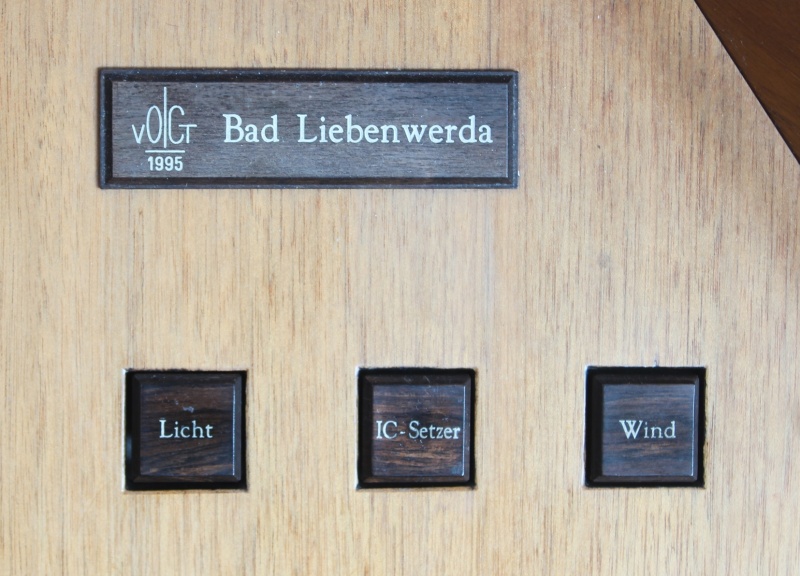 VOIGT Bad Liebenwerda
1995
Licht IC-Setzer Wind